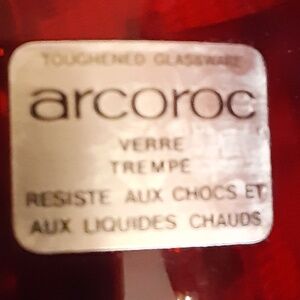 TOUGHENED GLASSWARE
arcoroc
VERRE
TREMPE
RESISTE AUX CHOCS ET
AUX LIQUIDES CHAUDS